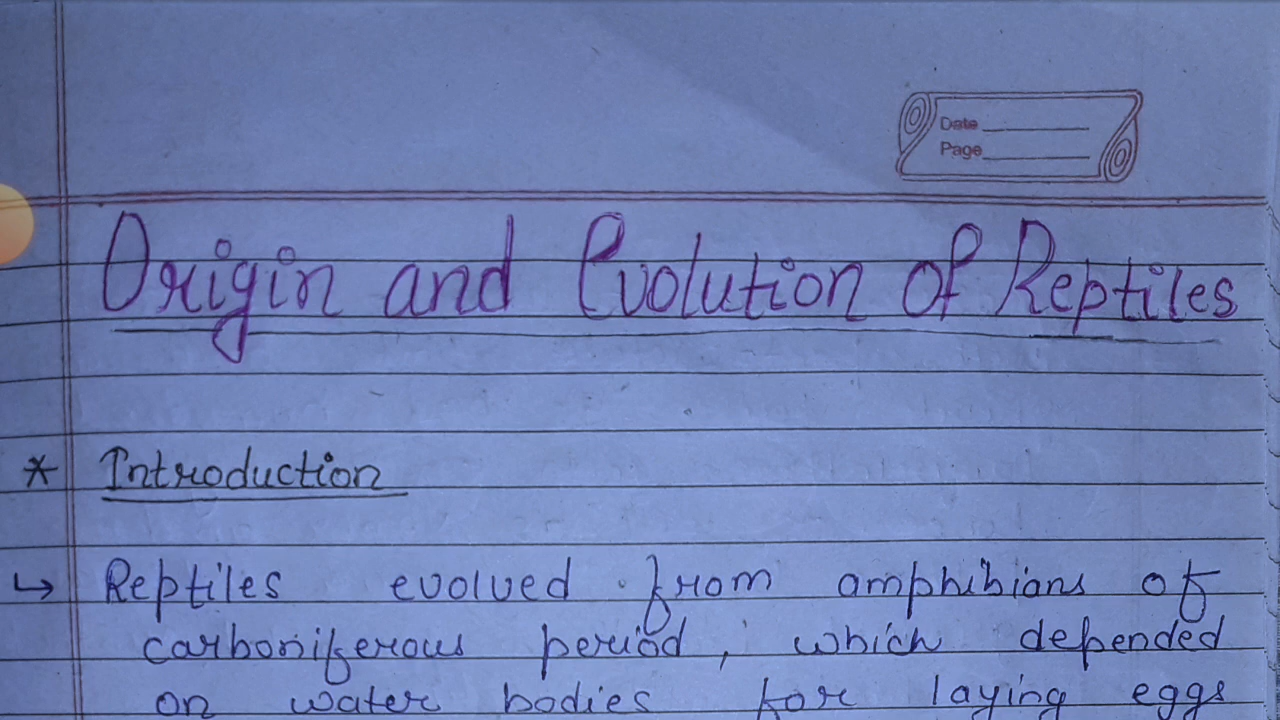 Date
Page
Origin and Evolution of Reptiles
* Introduction
↳ Reptiles evolved from amphibians of
carboniferous period, which depended
on water bodies for laying eggs